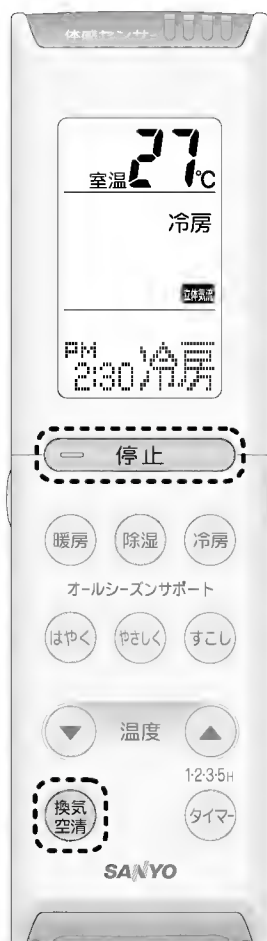 体感センサー
27
室温 ℃
冷房
立体気流
PM
2:30 冷房
停止
暖房 除湿 冷房
オールシーズンサポート
はやく やさしく すこし
▼ 温度 ▲
1・2・3・5H
換気
空清 タイマー
SANYO